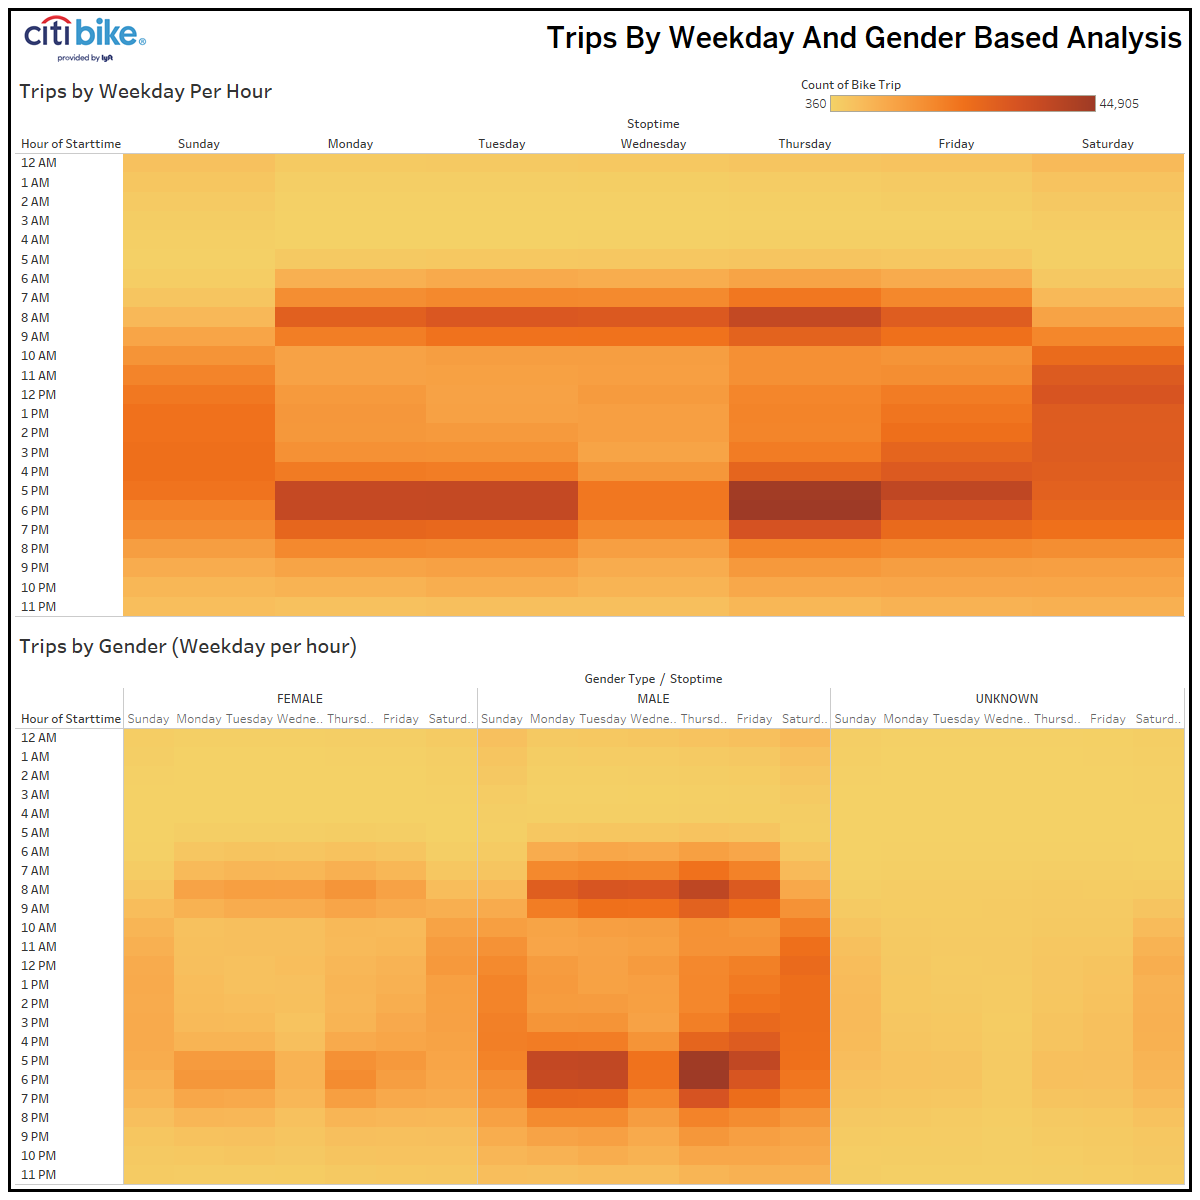 citi bike®
provided by lyft
Trips By Weekday And Gender Based Analysis
Trips by Weekday Per Hour
Count of Bike Trip
360 44,905
Stoptime
Hour of Starttime Sunday Monday Tuesday Wednesday Thursday Friday Saturday
12 AM
1 AM
2 AM
3 AM
4 AM
5 AM
6 AM
7 AM
8 AM
9 AM
10 AM
11 AM
12 PM
1 PM
2 PM
3 PM
4 PM
5 PM
6 PM
7 PM
8 PM
9 PM
10 PM
11 PM
Trips by Gender (Weekday per hour)
Gender Type / Stoptime
FEMALE MALE UNKNOWN
Hour of Starttime Sunday Monday Tuesday Wedne.. Thursd.. Friday Saturd.. Sunday Monday Tuesday Wedne.. Thursd.. Friday Saturd.. Sunday Monday Tuesday Wedne.. Thursd.. Friday Saturd..
12 AM
1 AM
2 AM
3 AM
4 AM
5 AM
6 AM
7 AM
8 AM
9 AM
10 AM
11 AM
12 PM
1 PM
2 PM
3 PM
4 PM
5 PM
6 PM
7 PM
8 PM
9 PM
10 PM
11 PM